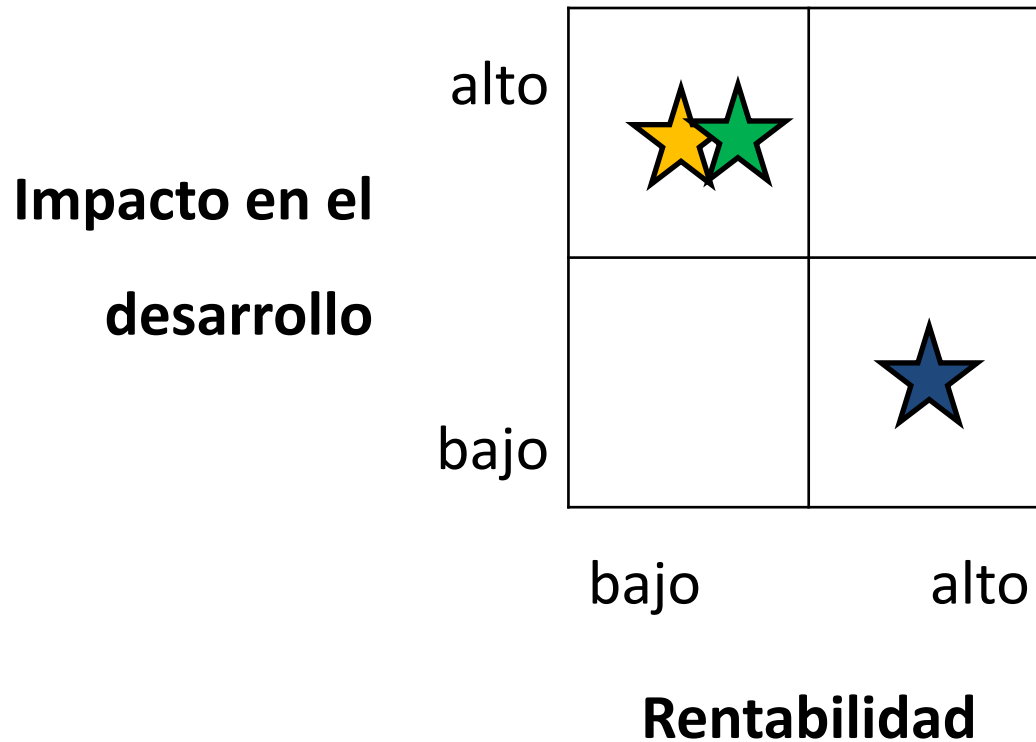 alto
Impacto en el
desarrollo
bajo
bajo alto
Rentabilidad